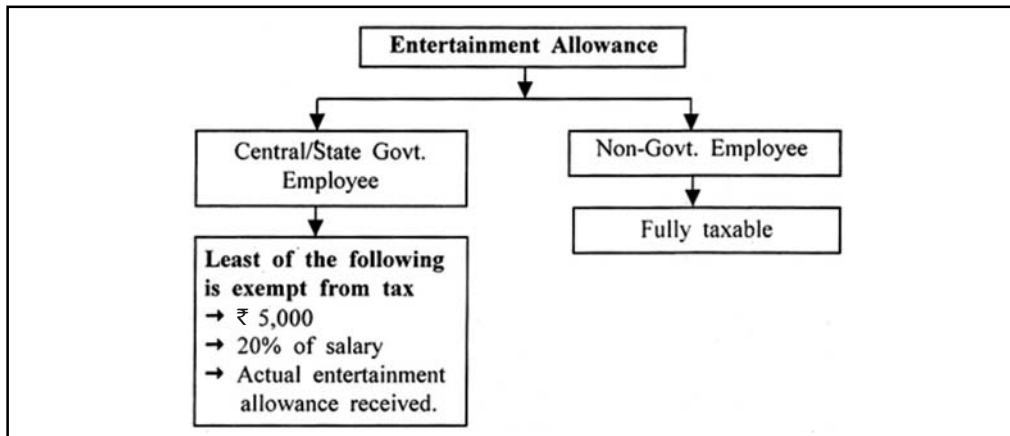 Entertainment Allowance
Central/State Govt.
Employee
Non-Govt. Employee
Fully taxable
Least of the following
is exempt from tax
→ ₹ 5,000
→ 20% of salary
→ Actual entertainment
allowance received.